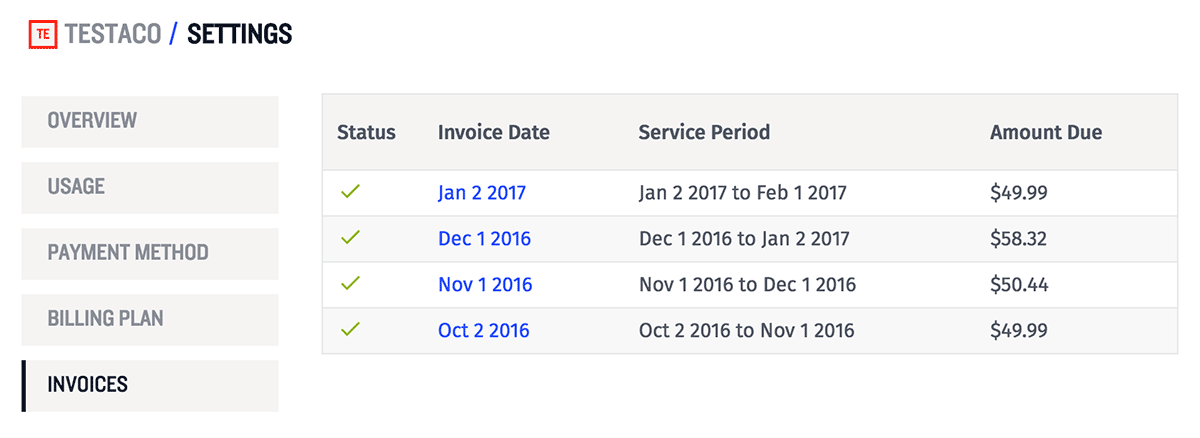 TE TESTACO / SETTINGS
OVERVIEW
USAGE
PAYMENT METHOD
BILLING PLAN
INVOICES
Status Invoice Date Service Period Amount Due
Jan 2 2017 Jan 2 2017 to Feb 1 2017 $49.99
Dec 1 2016 Dec 1 2016 to Jan 2 2017 $58.32
Nov 1 2016 Nov 1 2016 to Dec 1 2016 $50.44
Oct 2 2016 Oct 2 2016 to Nov 1 2016 $49.99